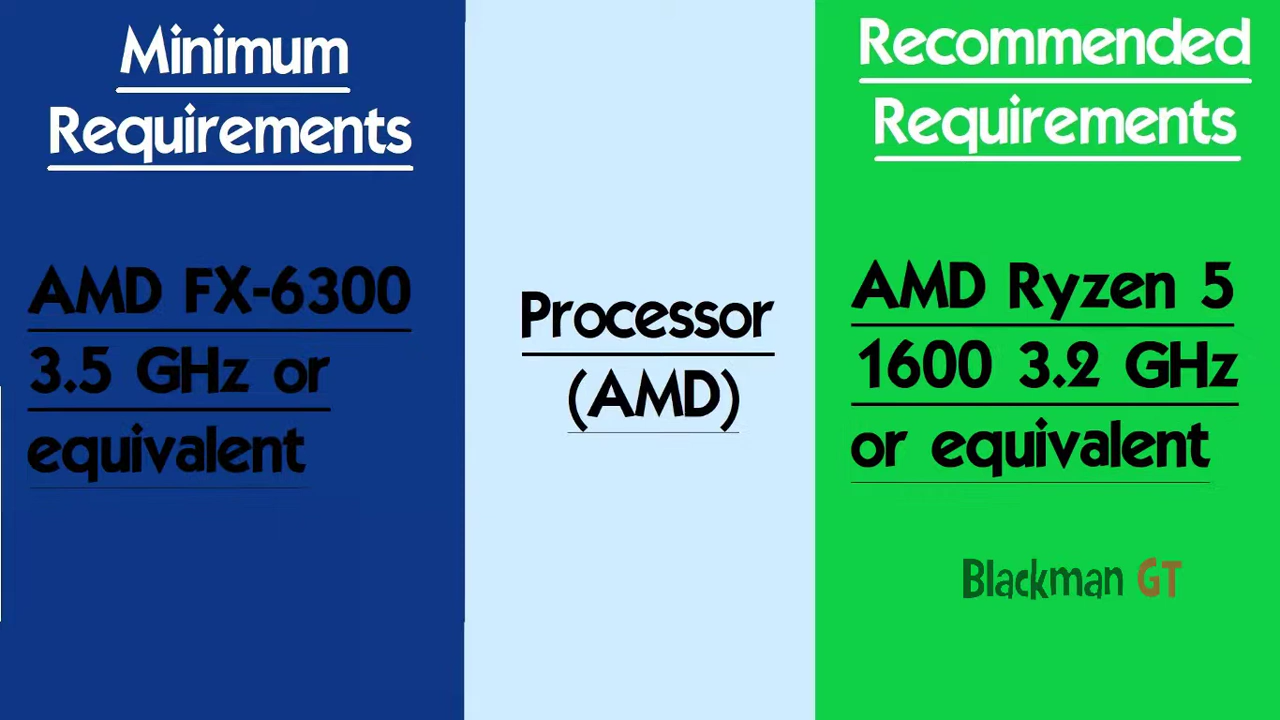 Minimum
Requirements
AMD FX-6300
3.5 GHz or
equivalent
Processor
(AMD)
Recommended
Requirements
AMD Ryzen 5
1600 3.2 GHz
or equivalent
Blackman GT